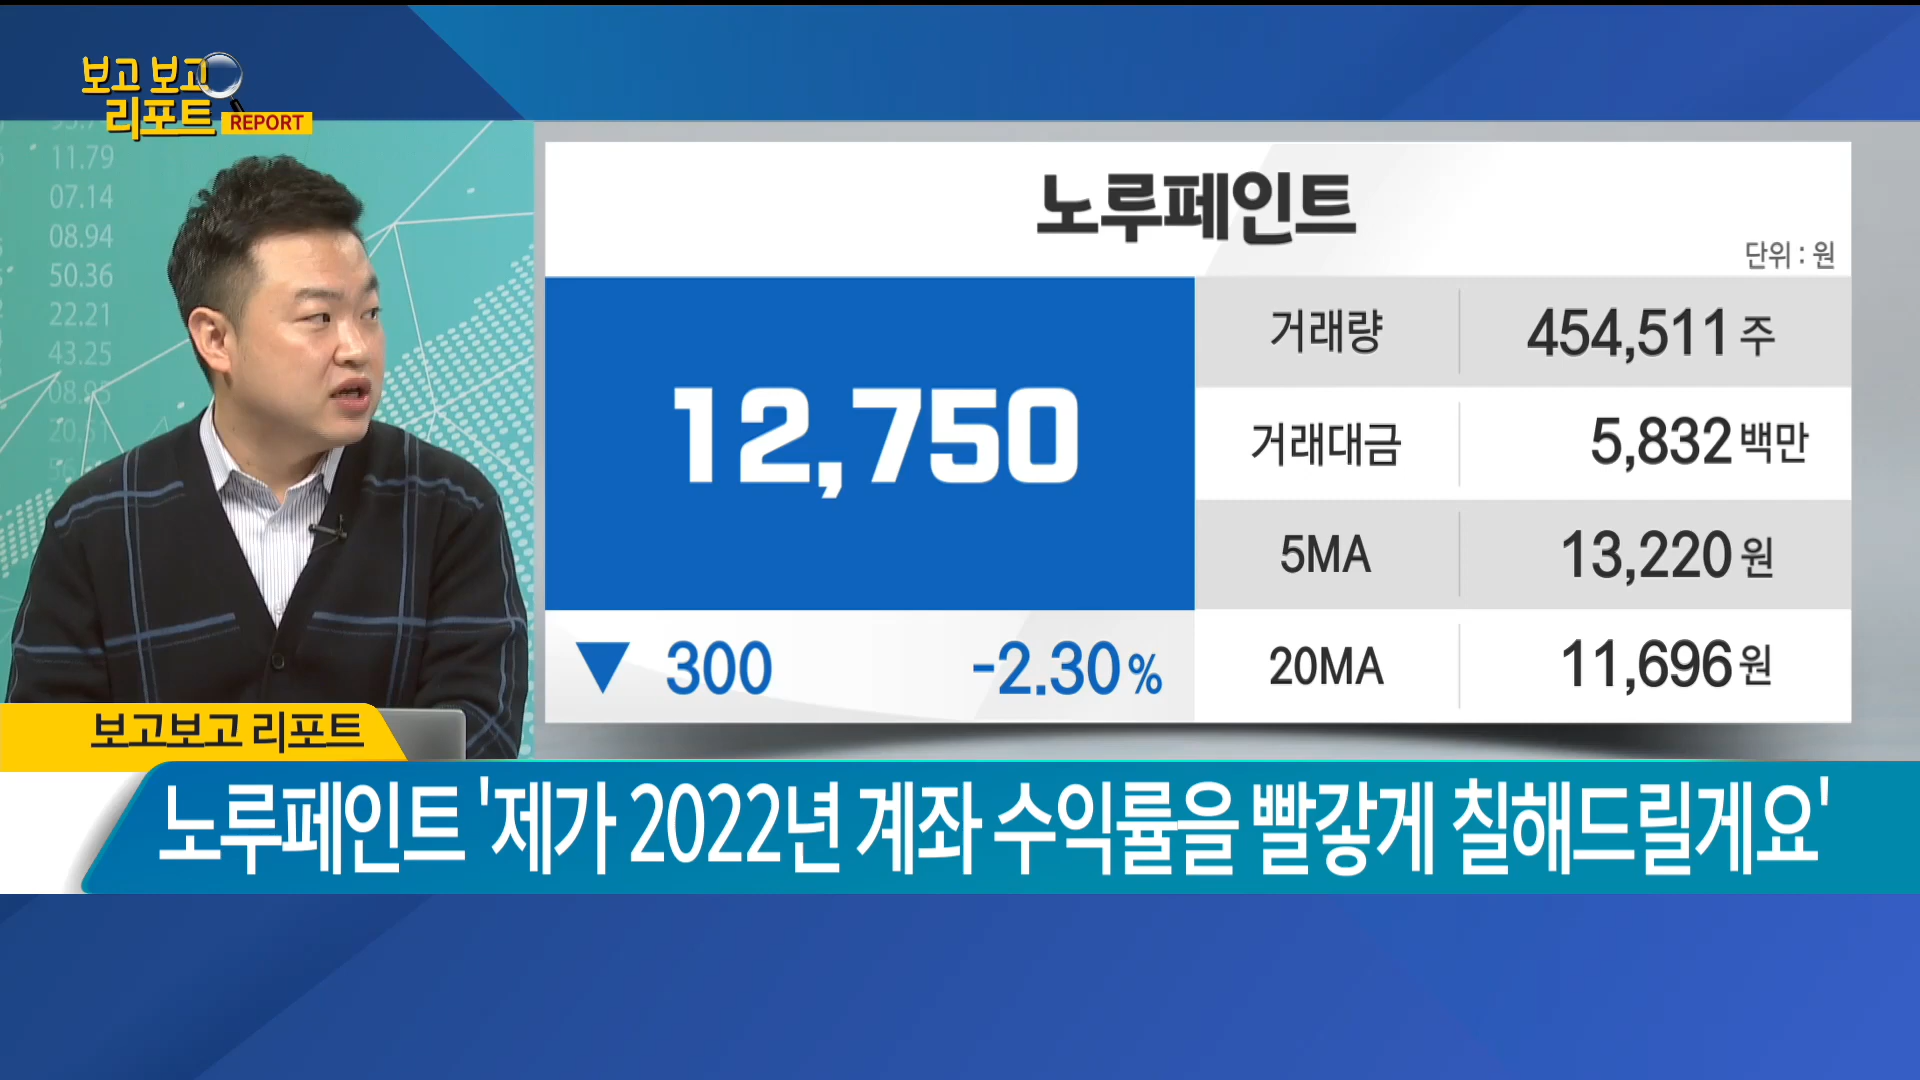 보고 보고
리포트 REPORT
11.79
07.14
08.94
50.36
22.21
43.25
08.95
노루페인트
단위 : 원
12,750
▼ 300 -2.30%
거래량 454,511 주
거래대금 5,832 백만
5MA 13,220 원
20MA 11,696 원
보고보고 리포트
노루페인트 '제가 2022년 계좌 수익률을 빨갛게 칠해드릴게요'